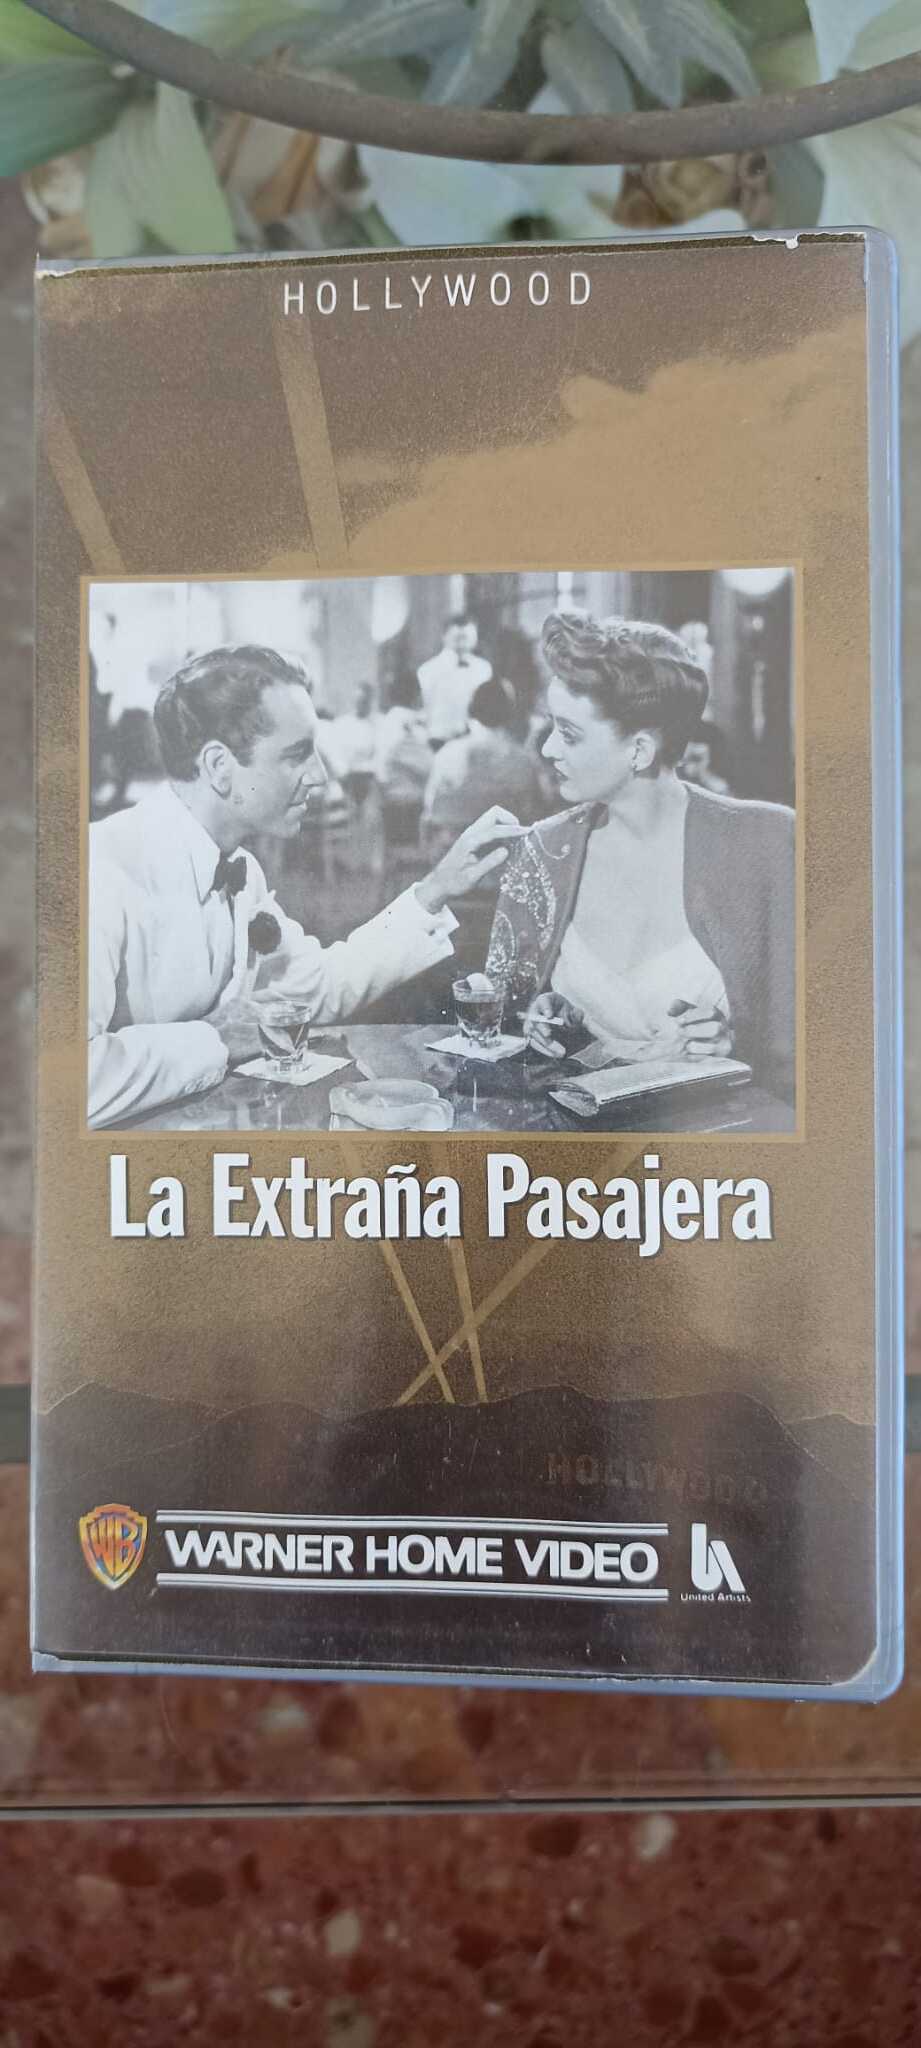 HOLLYWOOD
La Extraña Pasajera
HOLLYWOOD
WB WARNER HOME VIDEO UA
United Artists